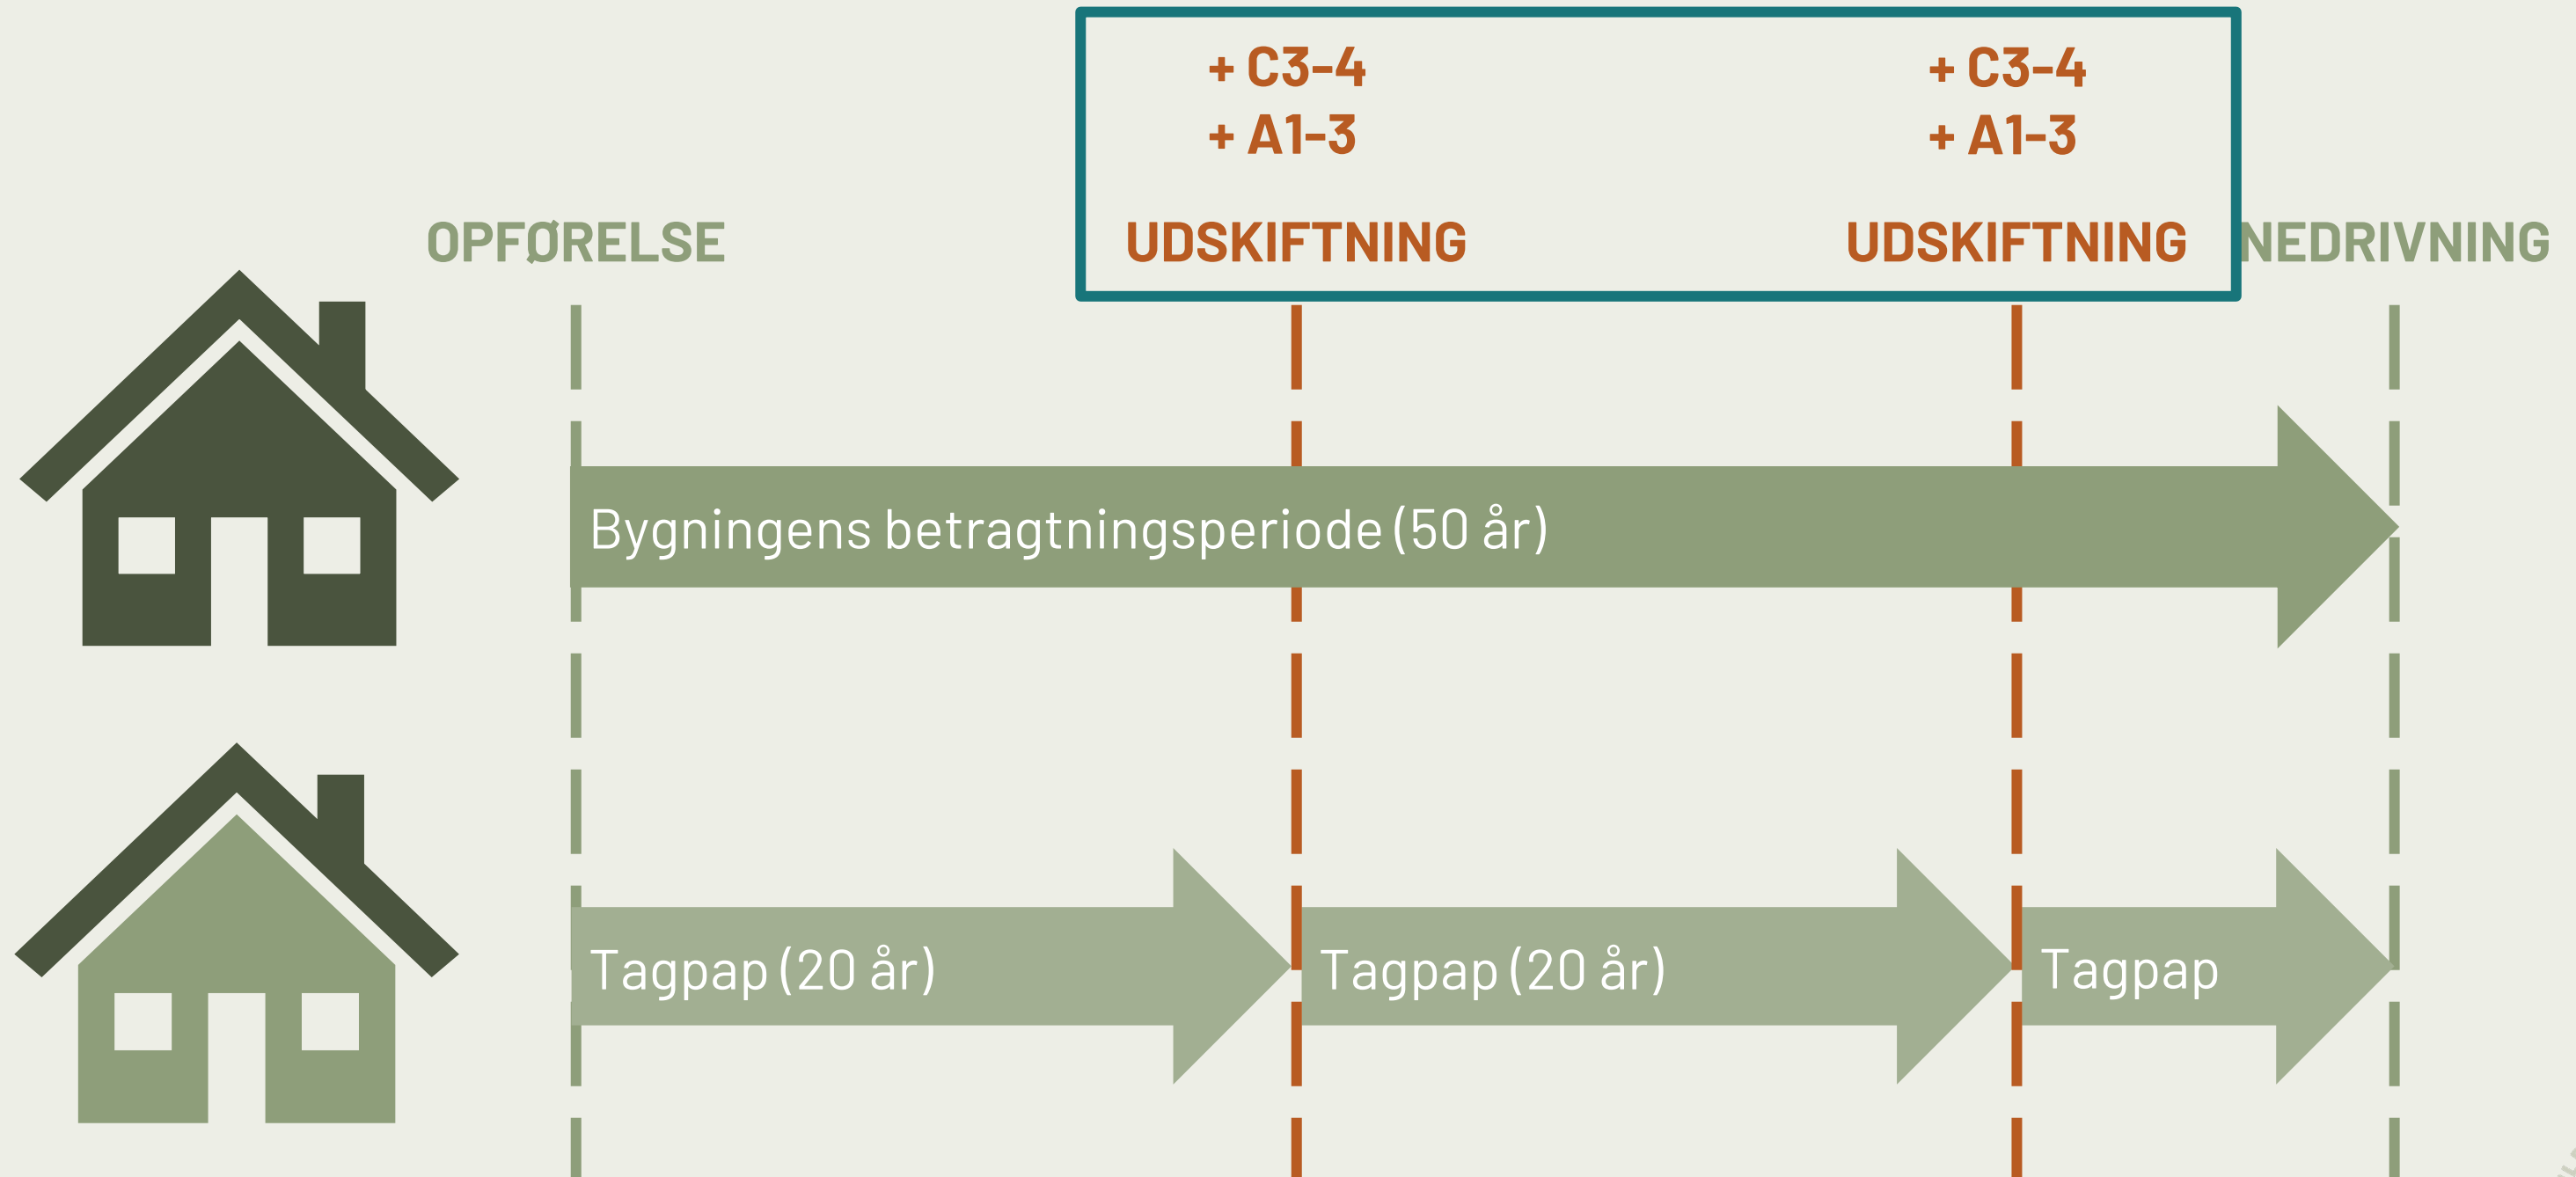 + C3-4
+ A1-3
+ C3-4
+ A1-3
OPFØRELSE
UDSKIFTNING
UDSKIFTNING
NEDRIVNING
Bygningens betragtningsperiode (50 år)
Tagpap (20 år)
Tagpap (20 år)
Tagpap